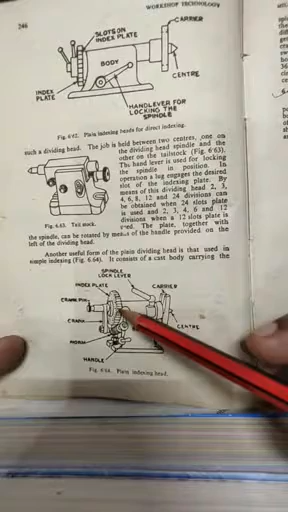 246
WORKSHOP TECHNOLOGY
SLOTS ON
INDEX PLATE
CARRIER
BODY
INDEX
PLATE
CENTRE
HANDLEVER FOR
LOCKING THE
SPINDLE
Fig. 6.62. Plain indexing heads for direct indexing.
such a dividing head. The job is held between two centres, one on
the dividing head spindle and the
other on the tailstock (Fig. 6.63).
The hand lever is used for locking
the spindle in position. In
operation a lug engages the desired
slot of the indexing plate. By
means of this dividing head 2, 3,
4, 6, 8, 12 and 24 divisions can
be obtained when 24 slots plate
is used and 2, 3, 4, 6 and 12
divisions when a 12 slots plate is
Fig. 6.63. Tail stock.
used. The plate, together with
the spindle, can be rotated by means of the handle provided on the
left of the dividing head.
Another useful form of the plain dividing head is that used in
simple indexing (Fig. 6.64). It consists of a cast body carrying the
SPINDLE
LOCK LEVER
INDEX PLATE
CARRIER
CRANK PIN
CRANK
CENTRE
WORM
HANDLE
Fig. 6.64. Plain indexing head.